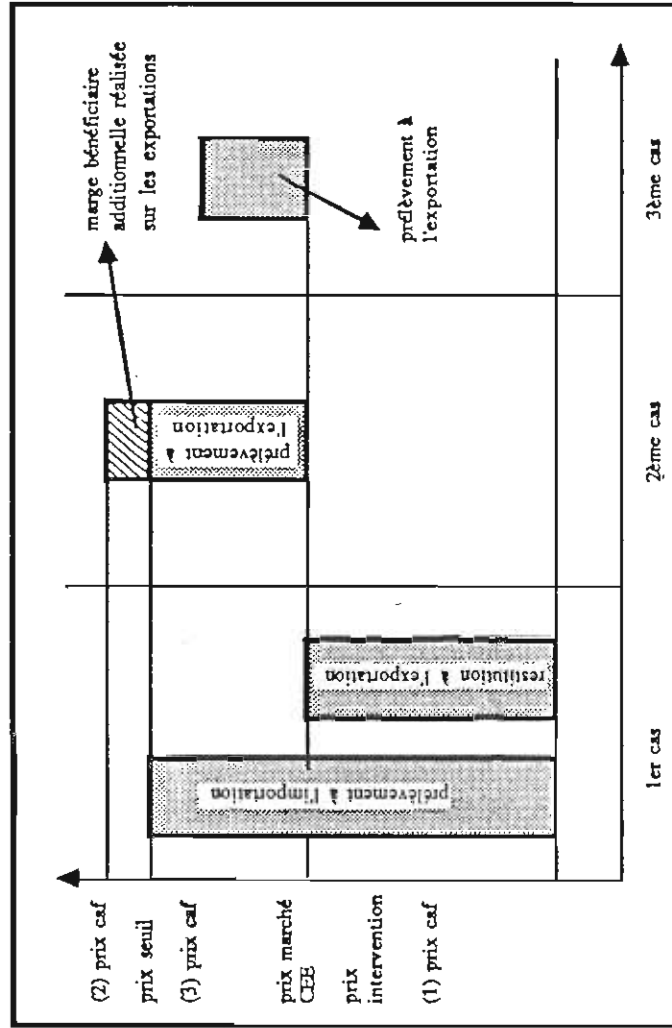 marge bénéficiaire
additionnelle réalisée
sur les exportations
prélèvement à
l'exportation
(2) prix caf
prix seuil
(3) prix caf
prix marché
CEE
prix
intervention
(1) prix caf
prélèvement à l'importation
restitution à l'exportation
prélèvement à
l'exportation
1er cas
2ème cas
3ème cas